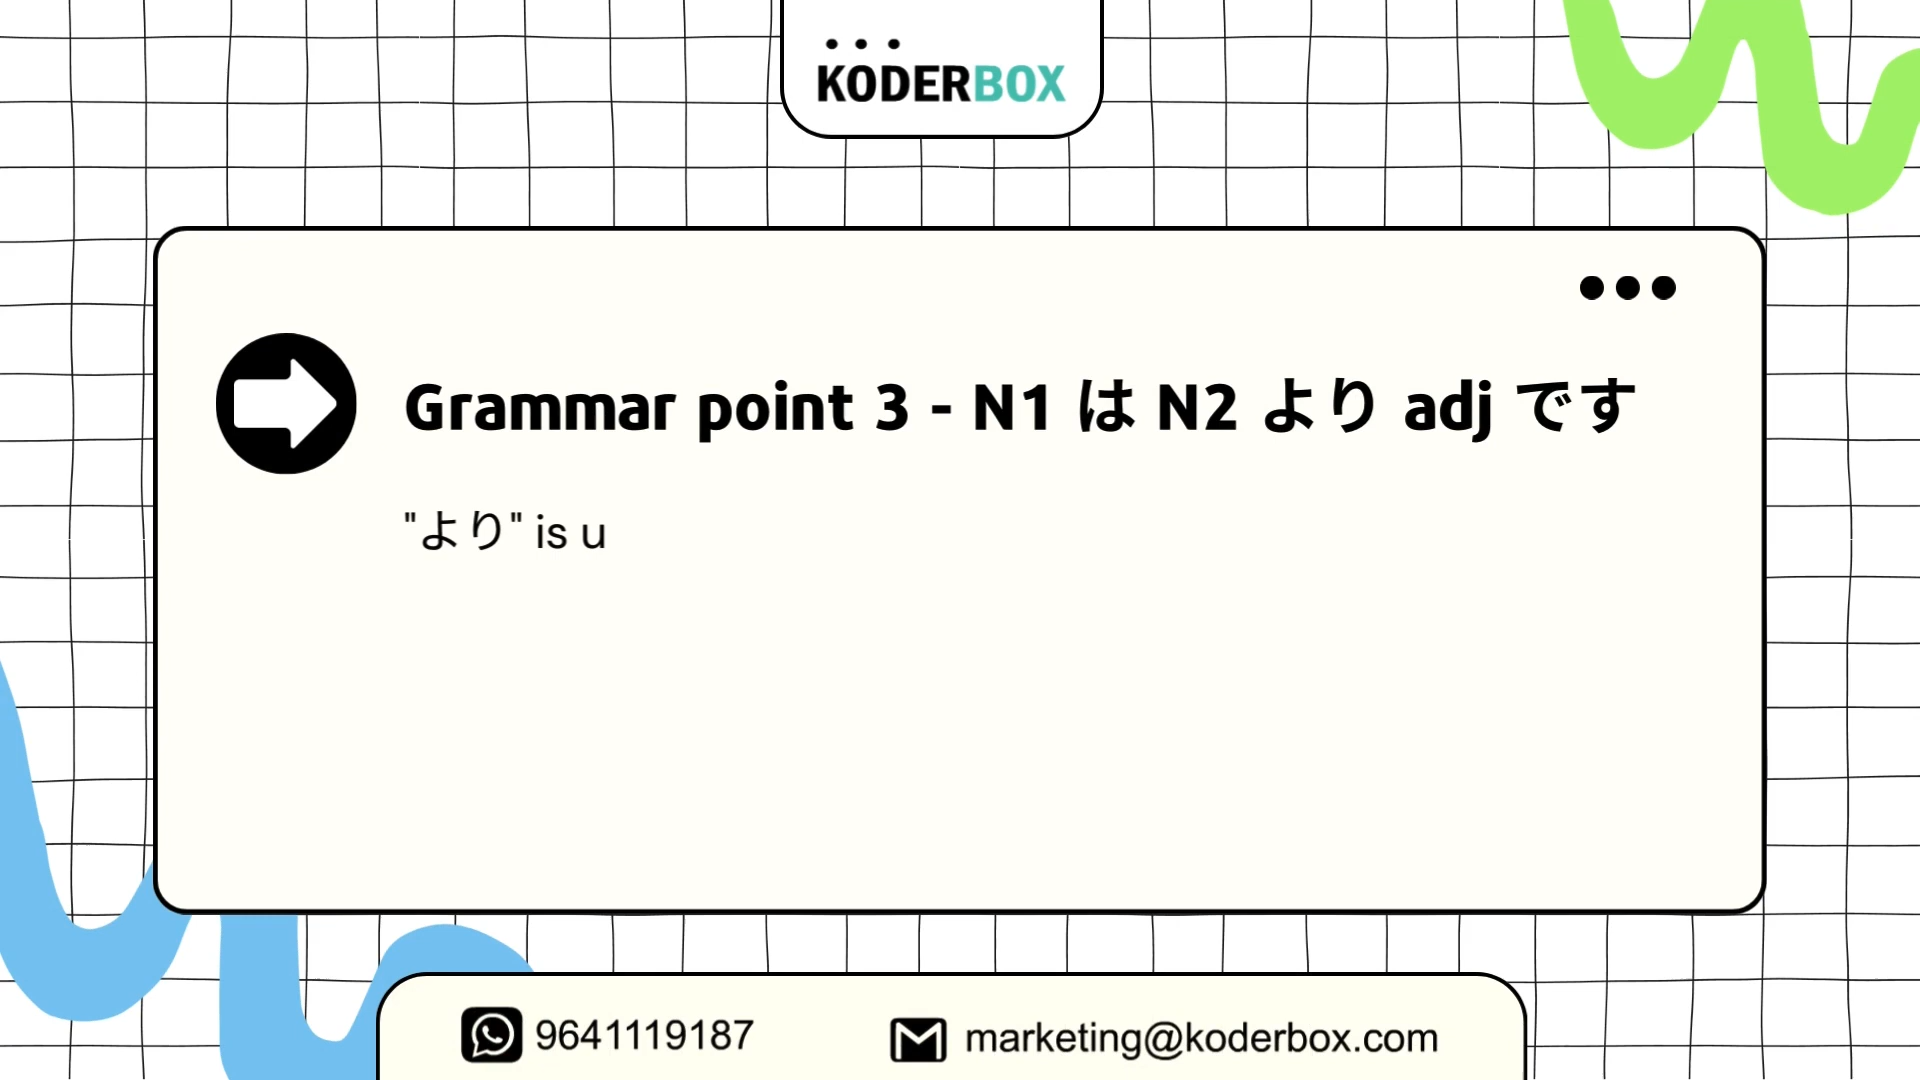 KODERBOX
Grammar point 3 - N1 は N2 より adj です
"より" is u
9641119187
marketing@koderbox.com